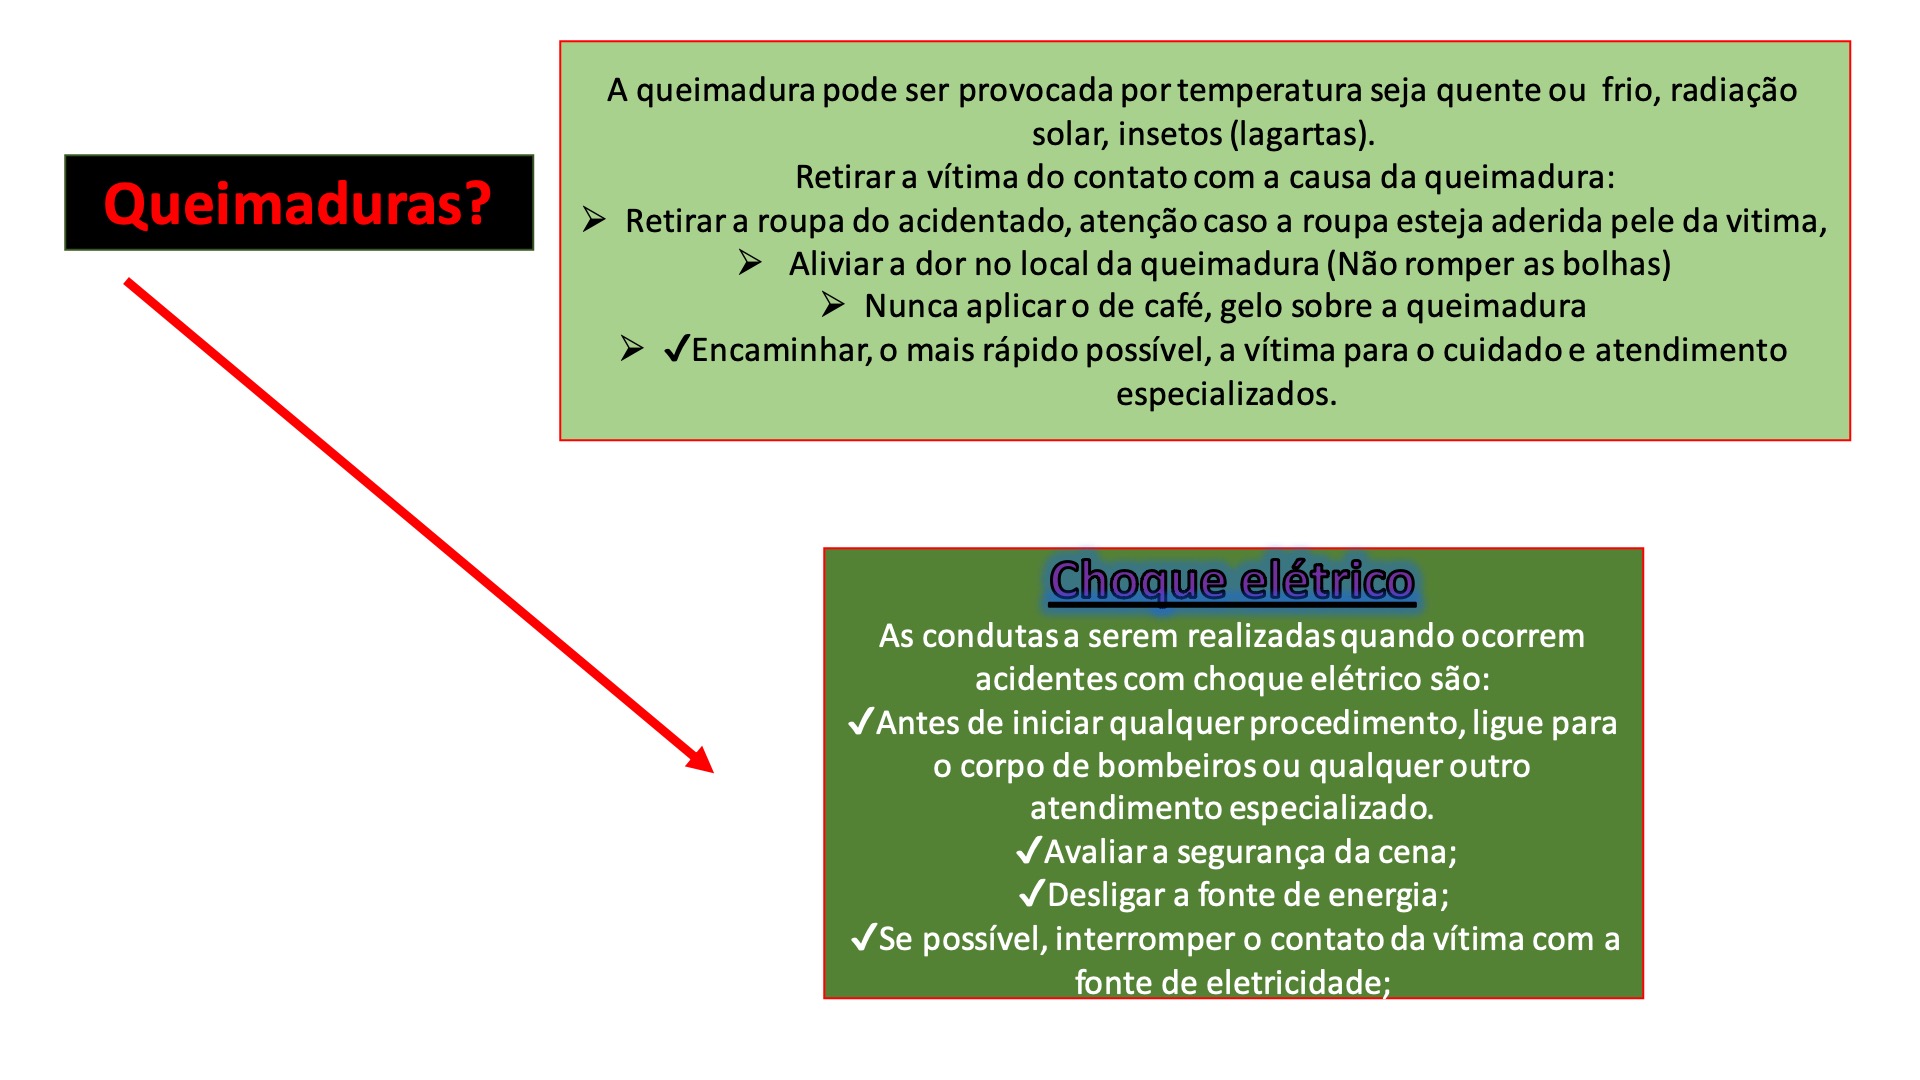 Queimaduras?
A queimadura pode ser provocada por temperatura seja quente ou  frio, radiação
solar, insetos (lagartas).
Retirar a vítima do contato com a causa da queimadura:
➢ Retirar a roupa do acidentado, atenção caso a roupa esteja aderida pele da vitima,
➢ Aliviar a dor no local da queimadura (Não romper as bolhas)
➢ Nunca aplicar o de café, gelo sobre a queimadura
➢ ✔Encaminhar, o mais rápido possível, a vítima para o cuidado e atendimento
especializados.
Choque elétrico
As condutas a serem realizadas quando ocorrem
acidentes com choque elétrico são:
✔Antes de iniciar qualquer procedimento, ligue para
o corpo de bombeiros ou qualquer outro
atendimento especializado.
✔Avaliar a segurança da cena;
✔Desligar a fonte de energia;
✔Se possível, interromper o contato da vítima com a
fonte de eletricidade;